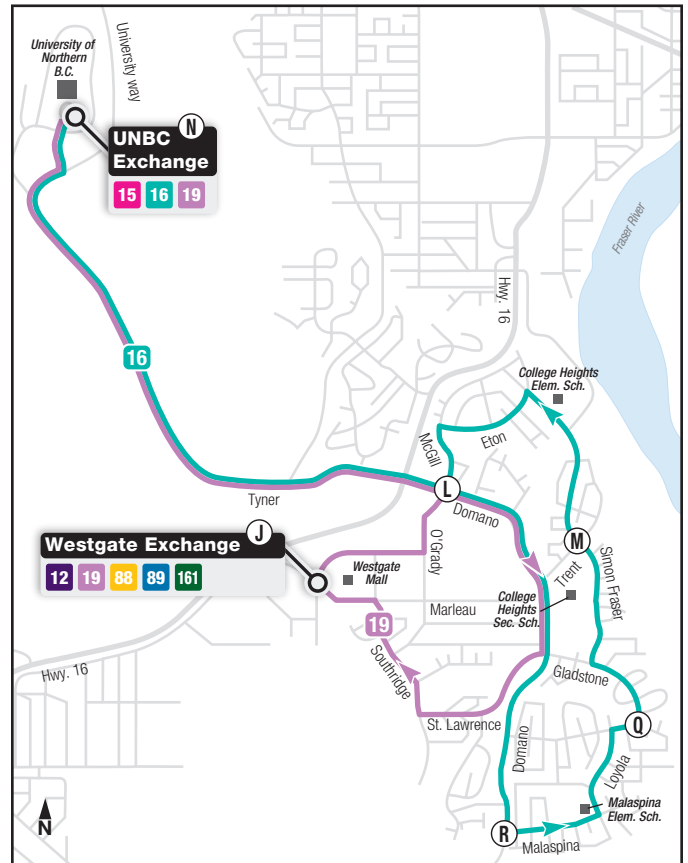 University of
Northern
B.C.
University way
N
UNBC
Exchange
15 16 19
Fraser River
Hwy. 16
16
College Heights
Elem. Sch.
McGill
Eton
L
Tyner
Domano
J
Westgate Exchange
12 19 88 89 161
O'Grady
Westgate
Mall
M
Simon Fraser
Trent
Marleau
College
Heights
Sec. Sch.
19
Southridge
Hwy. 16
Gladstone
St. Lawrence
Domano
Q
Loyola
Malaspina
Elem. Sch.
R
Malaspina
N